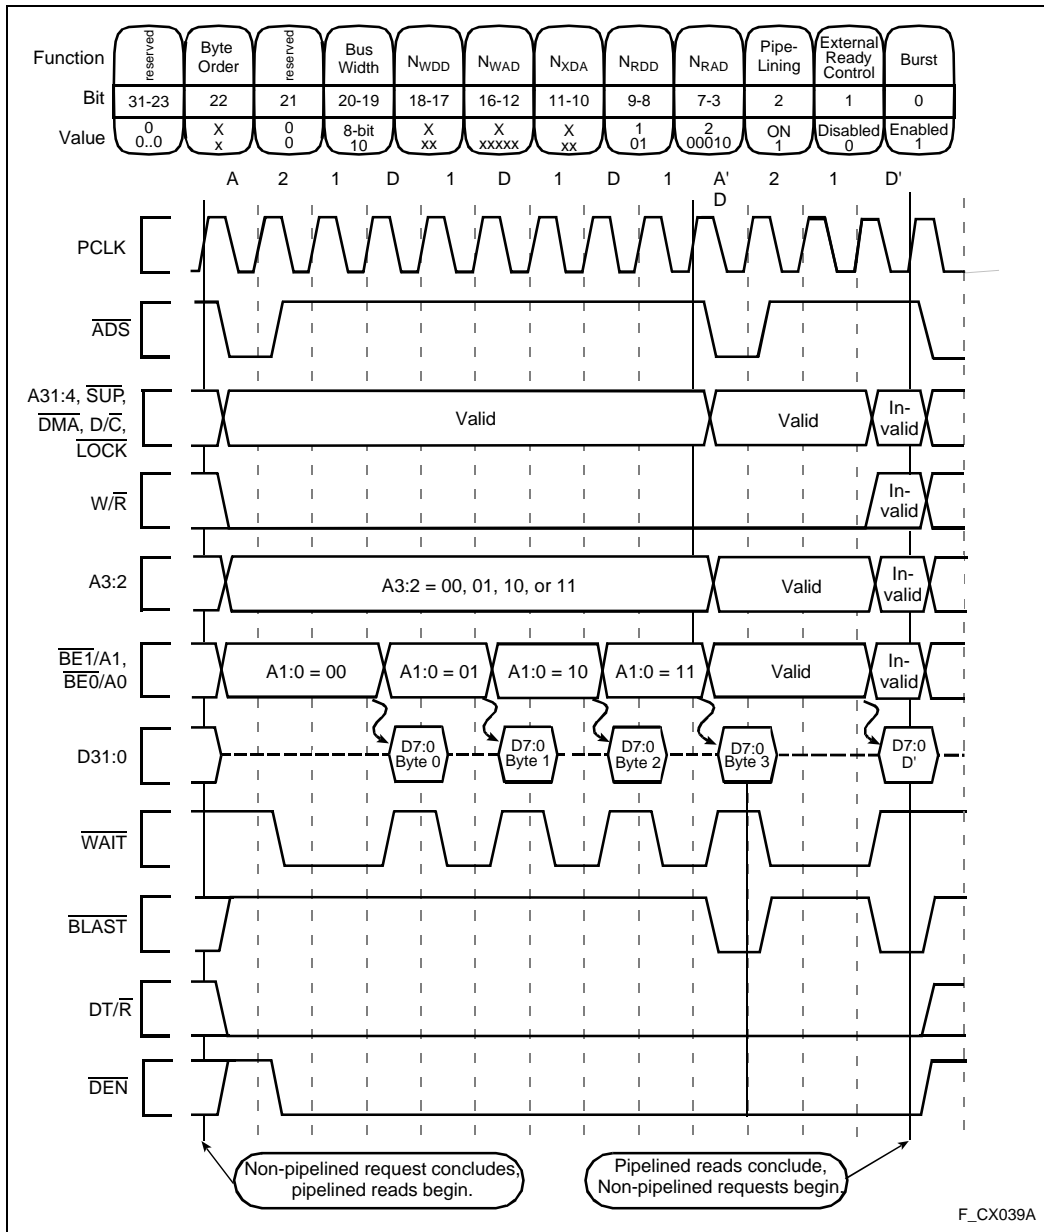 Function reserved Byte Order reserved Bus Width NWDD NWAD NXDA NRDD NRAD Pipe-Lining External Ready Control Burst
Bit 31-23 22 21 20-19 18-17 16-12 11-10 9-8 7-3 2 1 0
Value 0 X 0 8-bit X X X 1 2 ON Disabled Enabled
0..0 x 0 10 xx xxxxx xx 01 00010 1 0 1
A 2 1 D 1 D 1 D 1 A' 2 1 D'
D
PCLK
ADS
A31:4, SUP,
DMA, D/C,
LOCK
Valid Valid In-
valid
W/R
In-
valid
A3:2
A3:2 = 00, 01, 10, or 11 Valid In-
valid
BE1/A1,
BE0/A0
A1:0 = 00 A1:0 = 01 A1:0 = 10 A1:0 = 11 Valid In-
valid
D31:0
D7:0 D7:0 D7:0 D7:0 D7:0
Byte 0 Byte 1 Byte 2 Byte 3 D'
WAIT
BLAST
DT/R
DEN
Non-pipelined request concludes,
pipelined reads begin.
Pipelined reads conclude,
Non-pipelined requests begin.
F_CX039A